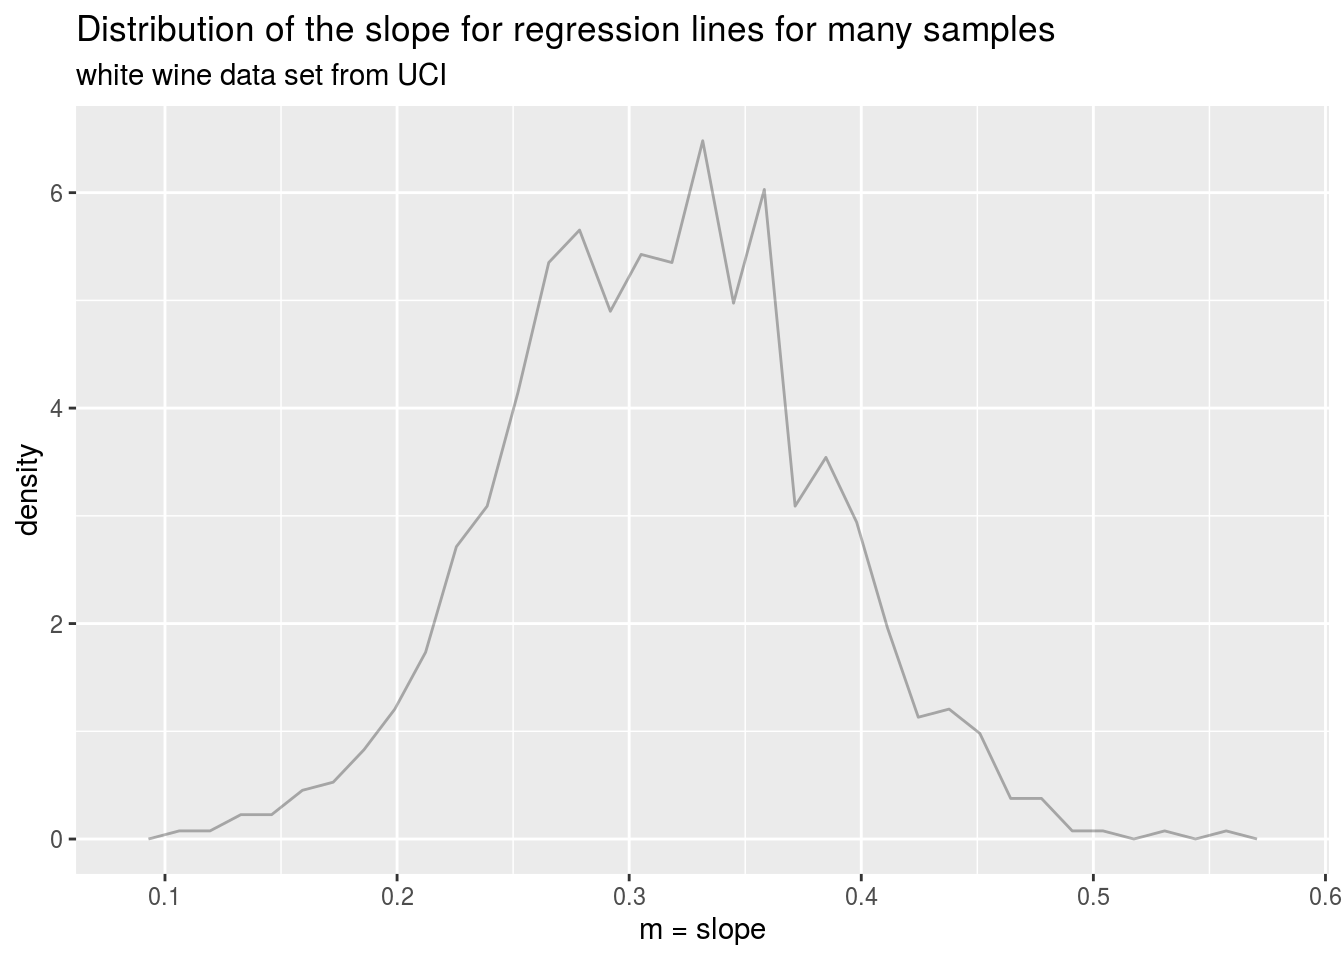 Distribution of the slope for regression lines for many samples
white wine data set from UCI
6
4
2
0
density
0.1 0.2 0.3 0.4 0.5 0.6
m = slope